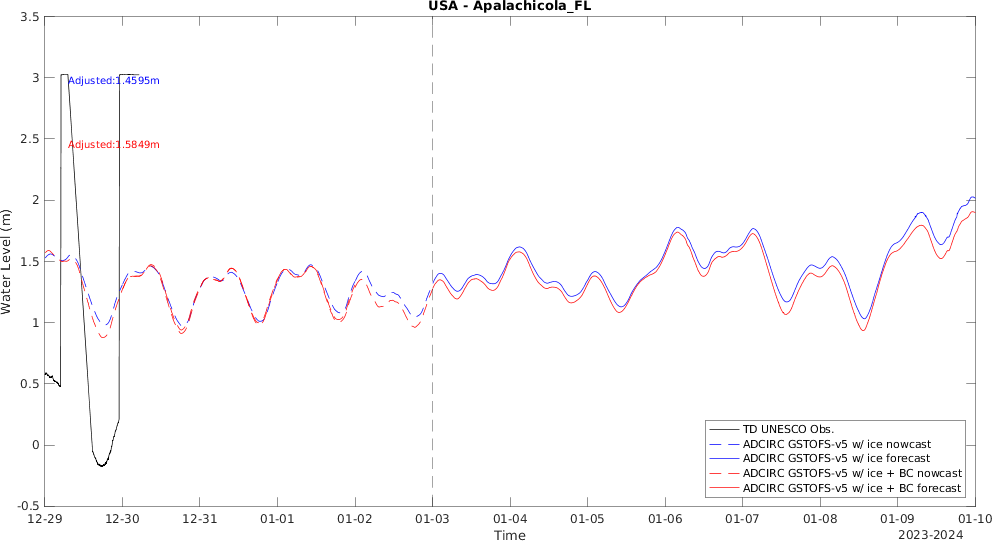 USA - Apalachicola_FL
3.5
3
2.5
2
1.5
1
0.5
0
-0.5
Water Level (m)
Adjusted:1.4595m
Adjusted:1.5849m
TD UNESCO Obs.
ADCIRC GSTOFS-v5 w/ ice nowcast
ADCIRC GSTOFS-v5 w/ ice forecast
ADCIRC GSTOFS-v5 w/ ice + BC nowcast
ADCIRC GSTOFS-v5 w/ ice + BC forecast
12-29 12-30 12-31 01-01 01-02 01-03 01-04 01-05 01-06 01-07 01-08 01-09 01-10
Time
2023-2024